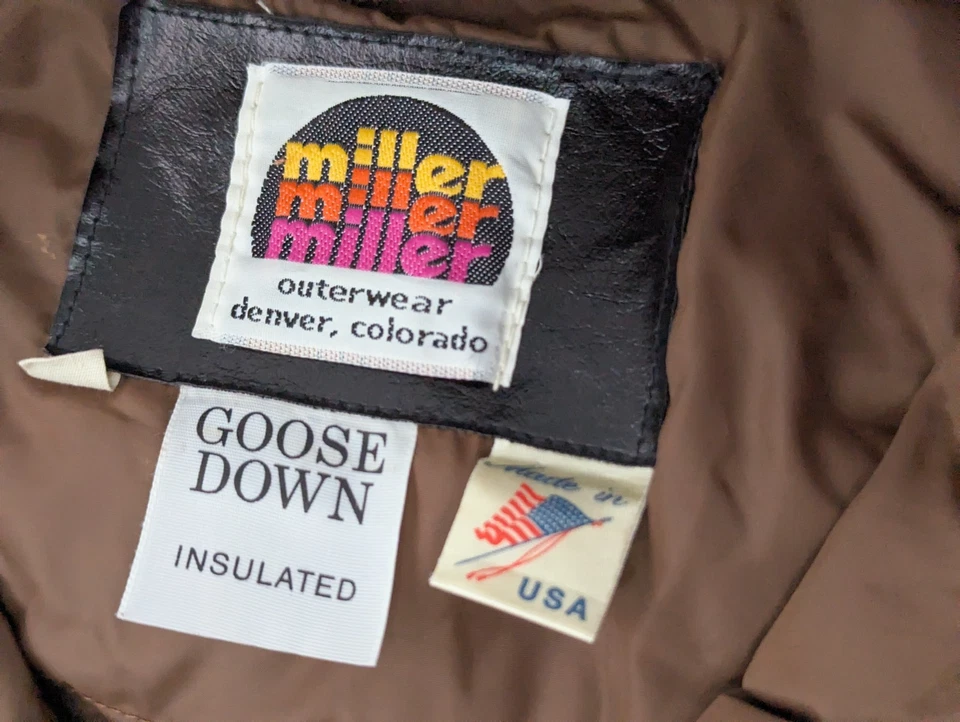 miller
miller
miller
outerwear
denver, colorado
GOOSE
DOWN
INSULATED
Made in
USA